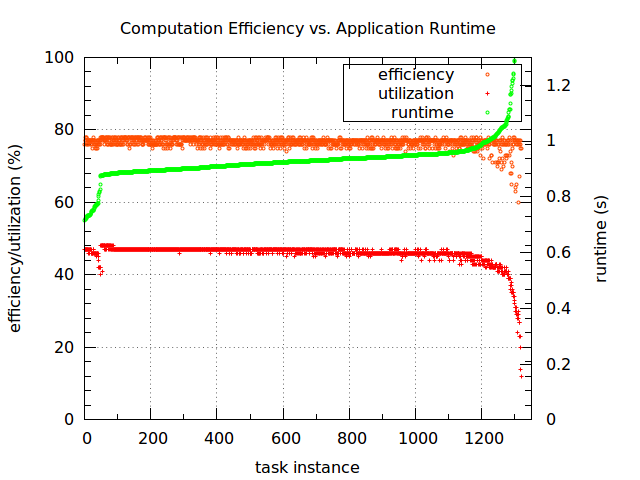 Computation Efficiency vs. Application Runtime
100
80
60
40
20
0
efficiency/utilization (%)
efficiency
utilization
runtime
1.2
1
0.8
0.6
0.4
0.2
0
runtime (s)
0 200 400 600 800 1000 1200
task instance